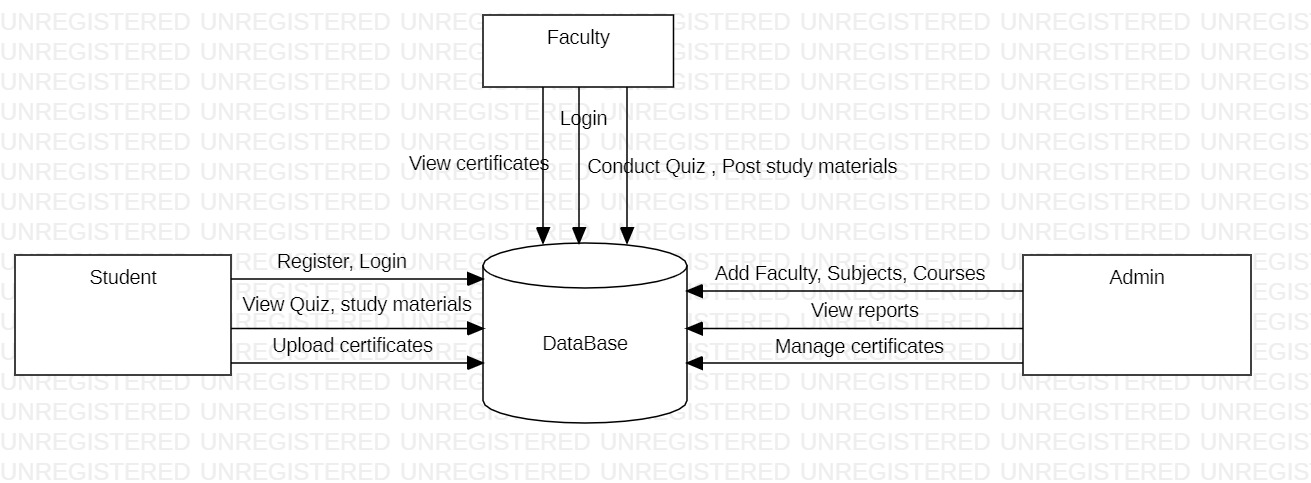 Faculty
Login
View certificates
Conduct Quiz , Post study materials
Student
Register, Login
View Quiz, study materials
Upload certificates
DataBase
Add Faculty, Subjects, Courses
View reports
Manage certificates
Admin
UNREGISTERED